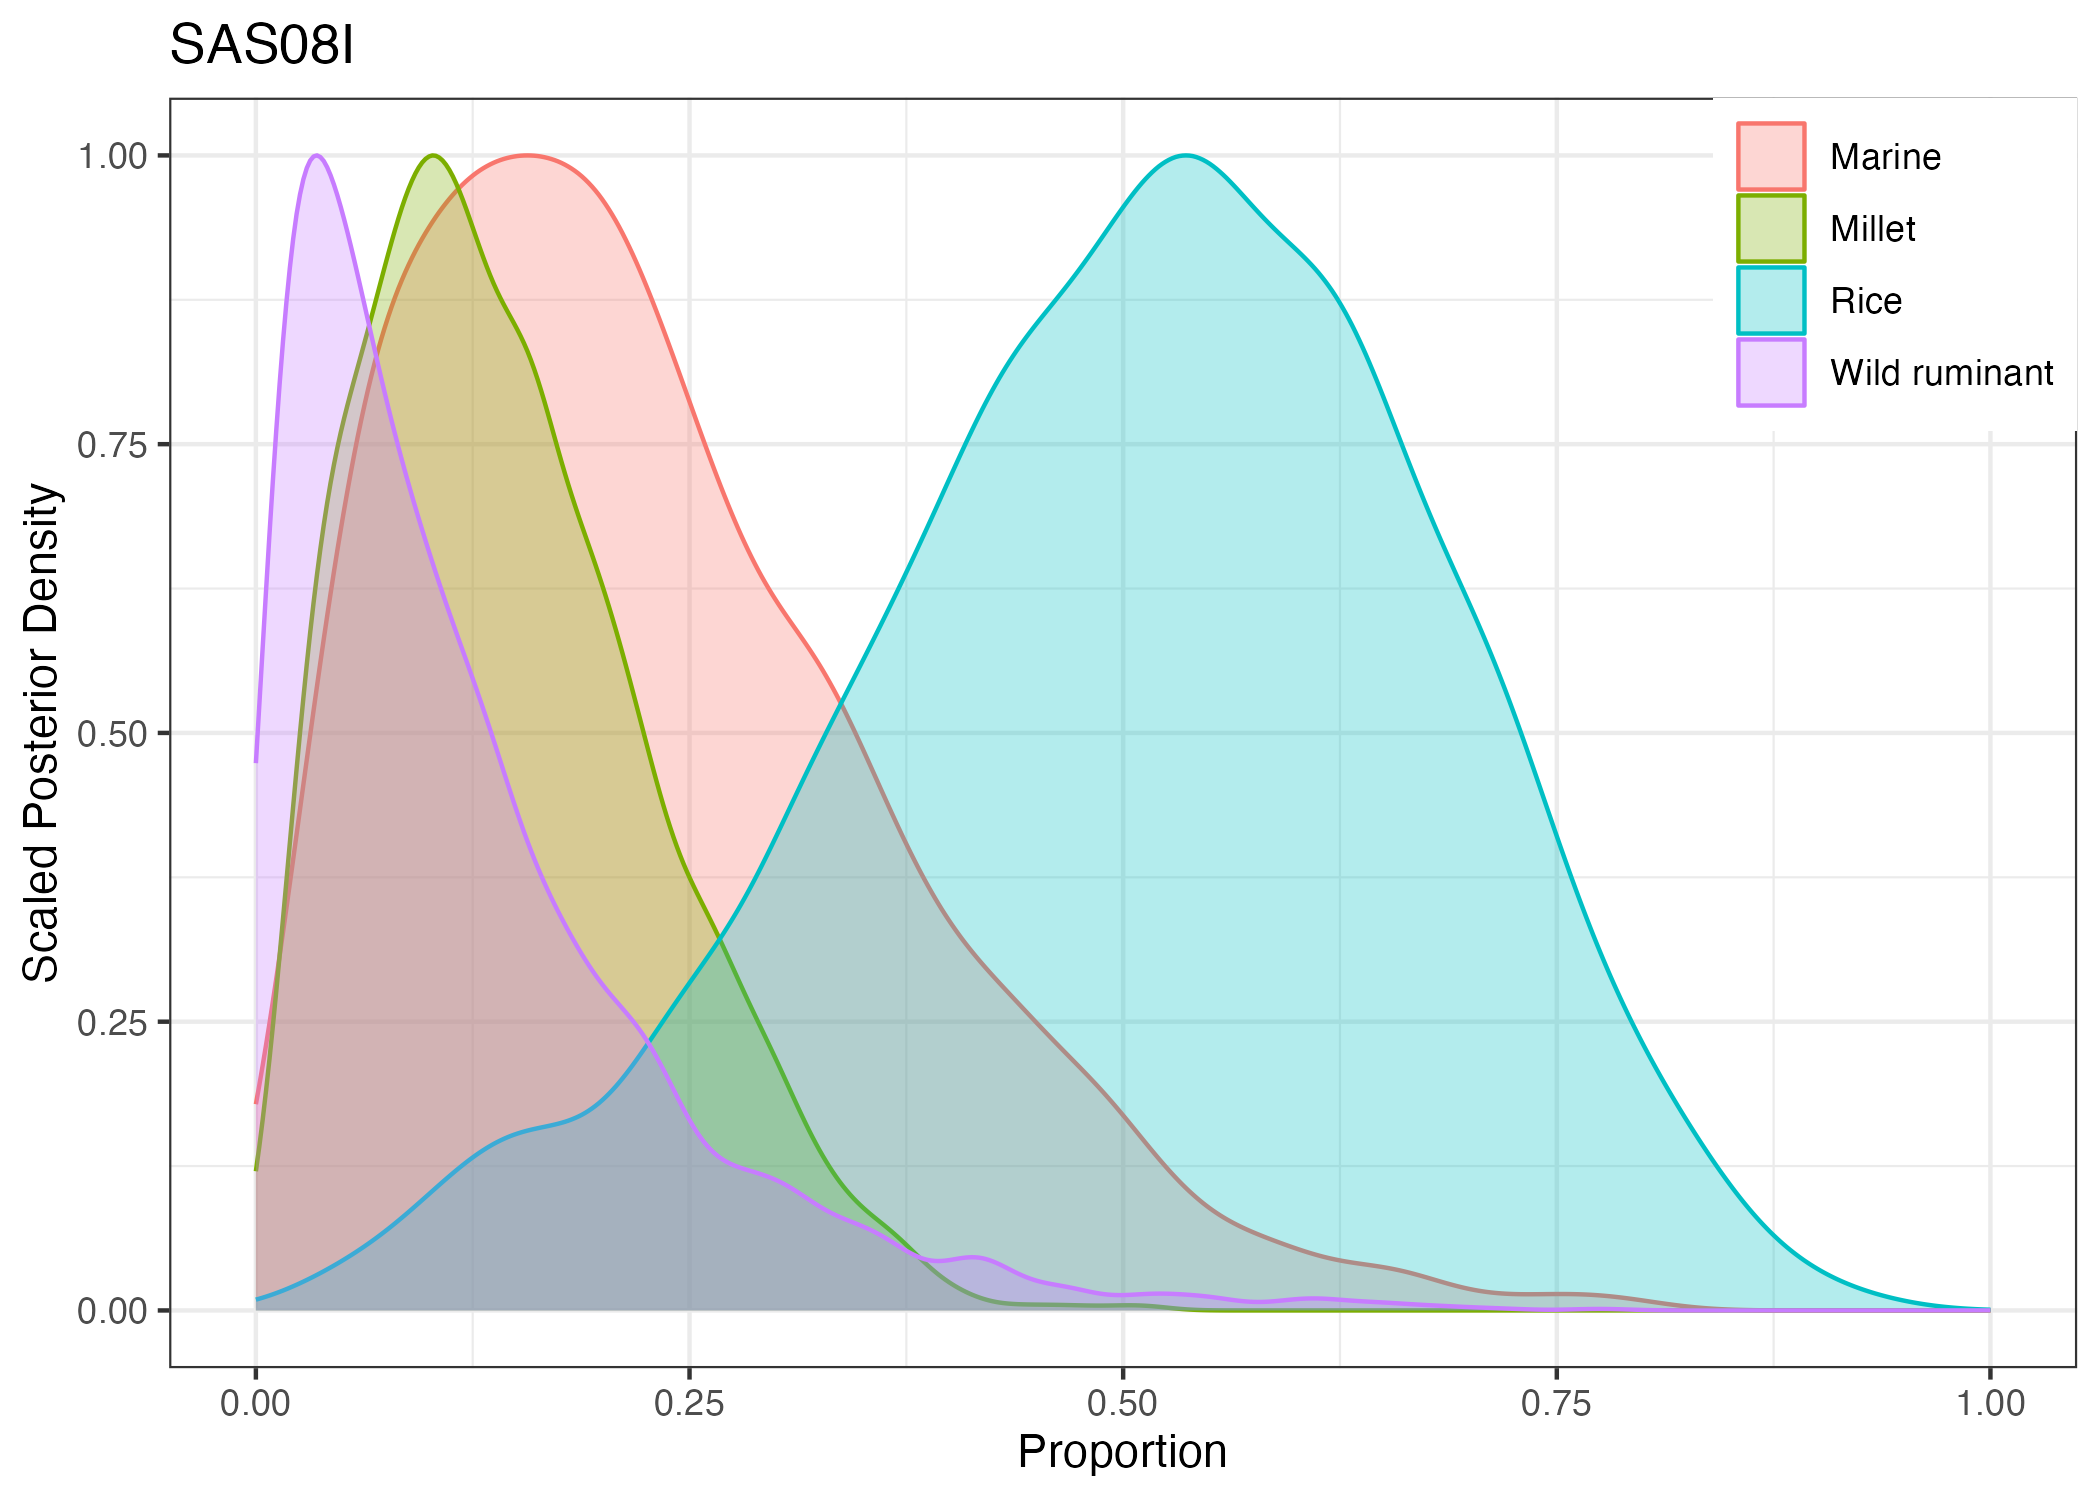 SAS08I
1.00
0.75
0.50
0.25
0.00
Scaled Posterior Density
Marine
Millet
Rice
Wild ruminant
0.00 0.25 0.50 0.75 1.00
Proportion